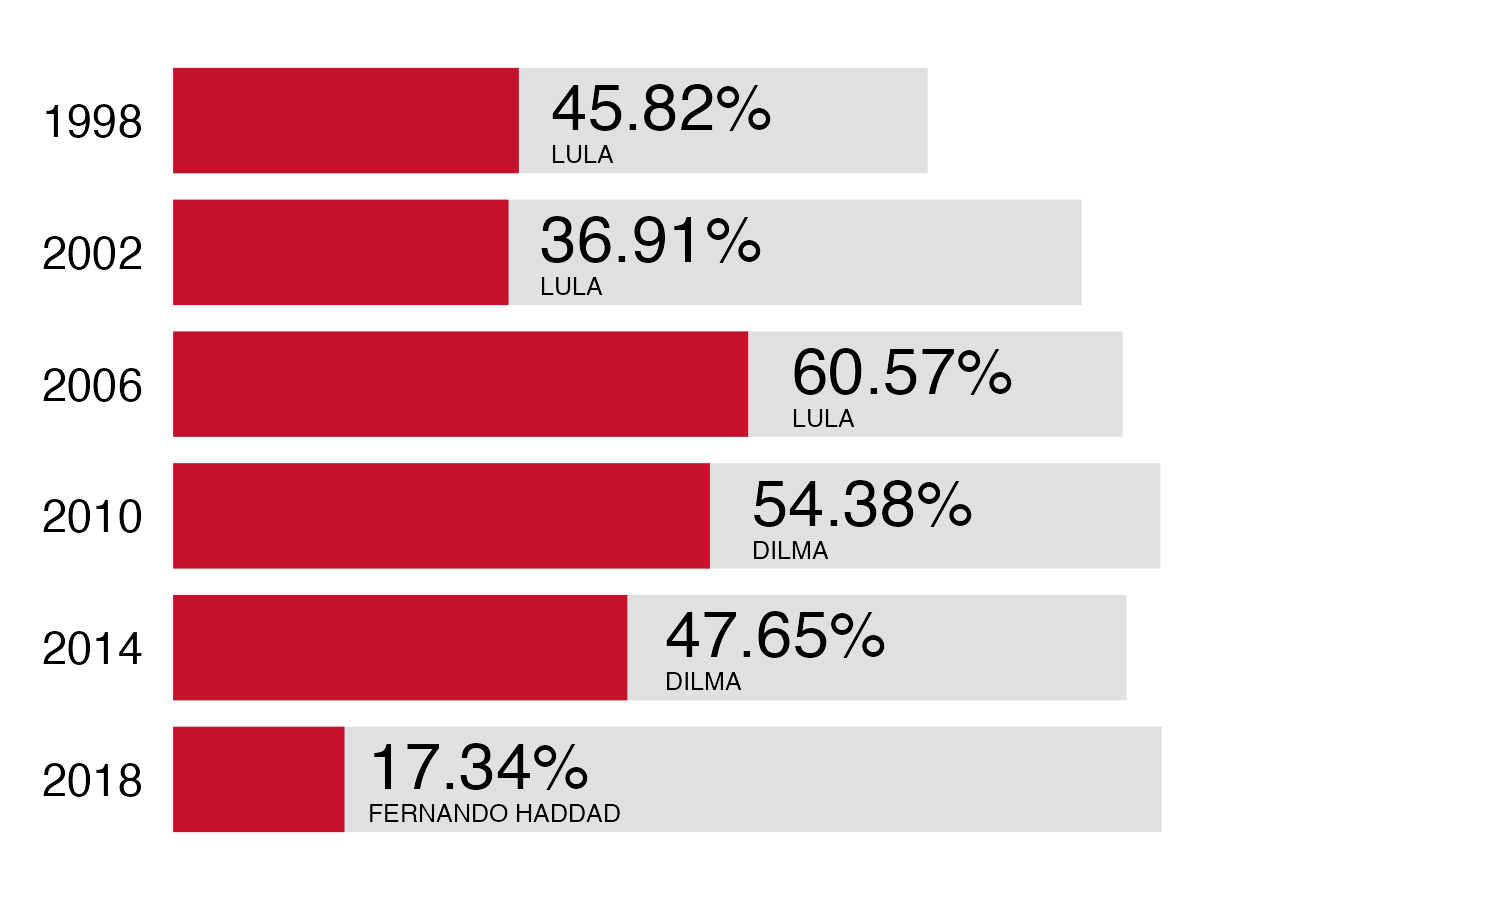 1998
45.82%
LULA
2002
36.91%
LULA
2006
60.57%
LULA
2010
54.38%
DILMA
2014
47.65%
DILMA
2018
17.34%
FERNANDO HADDAD